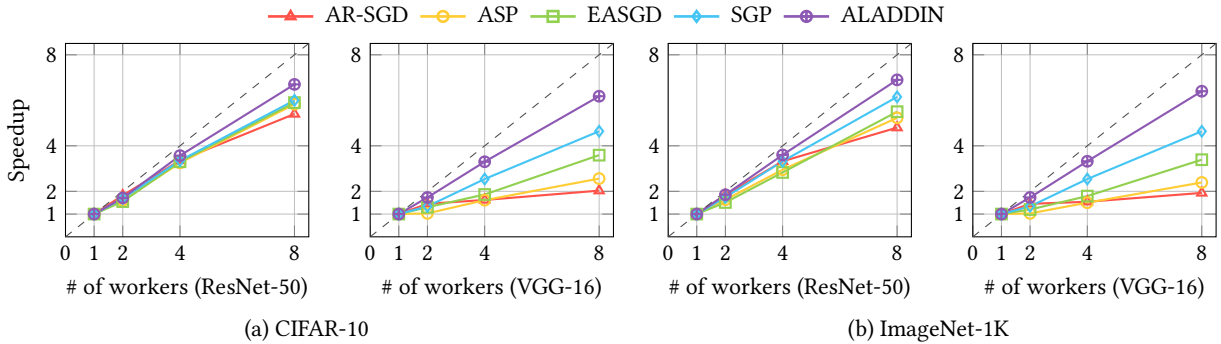 AR-SGD ASP EASGD SGP ALADDIN
Speedup
8
4
2
1
0 1 2 4 8
# of workers (ResNet-50)
8
4
2
1
0 1 2 4 8
# of workers (VGG-16)
(a) CIFAR-10
8
4
2
1
0 1 2 4 8
# of workers (ResNet-50)
8
4
2
1
0 1 2 4 8
# of workers (VGG-16)
(b) ImageNet-1K